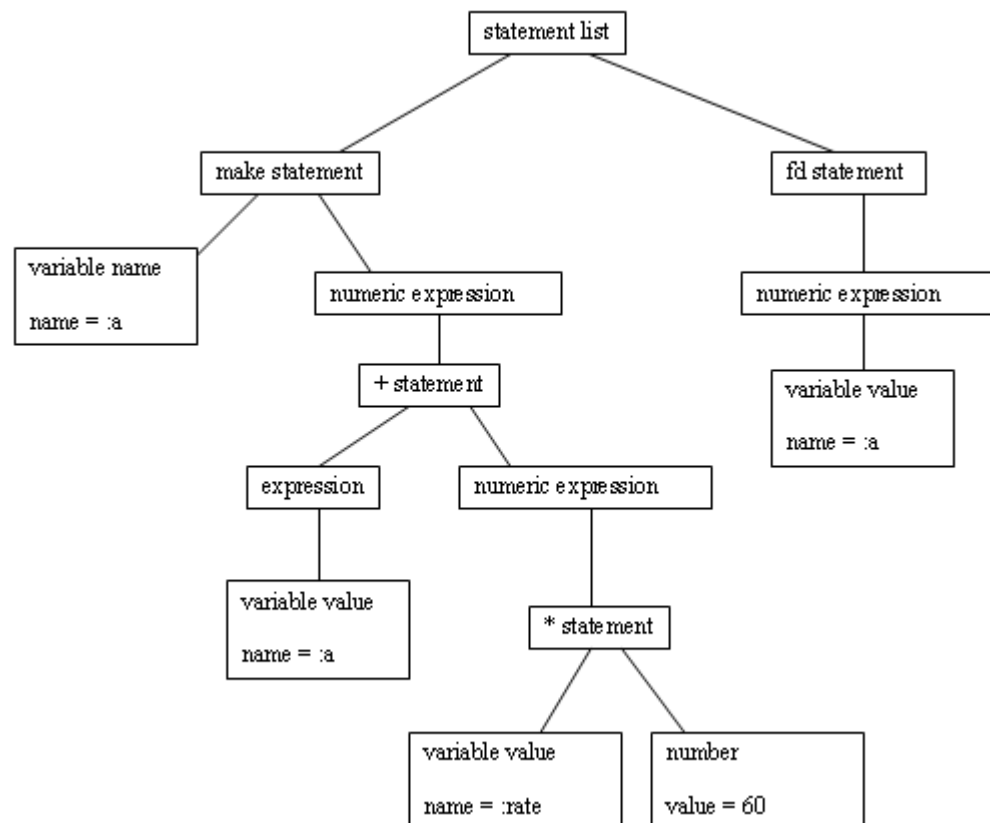 statement list
make statement
fd statement
variable name
name = :a
numeric expression
numeric expression
+ statement
variable value
name = :a
expression
numeric expression
variable value
name = :a
* statement
variable value
name = :rate
number
value = 60